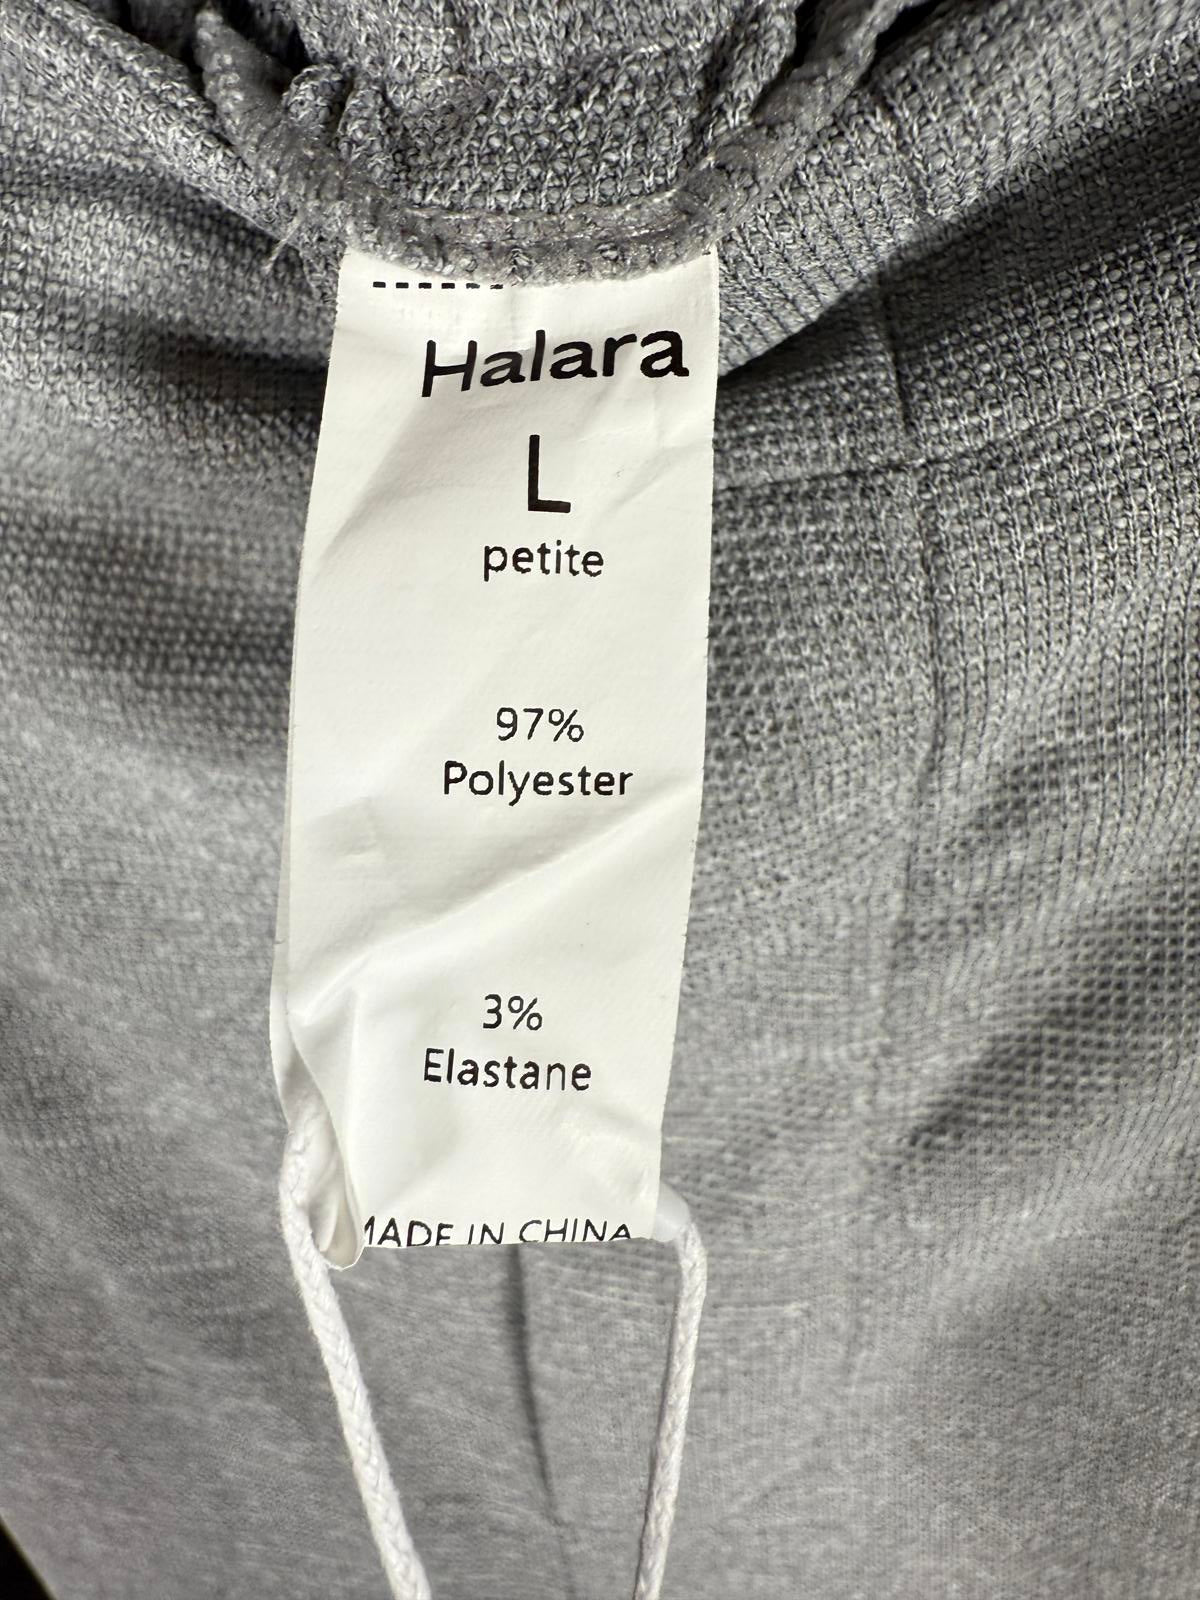 Halara
L
petite
97%
Polyester
3%
Elastane
MADE IN CHINA